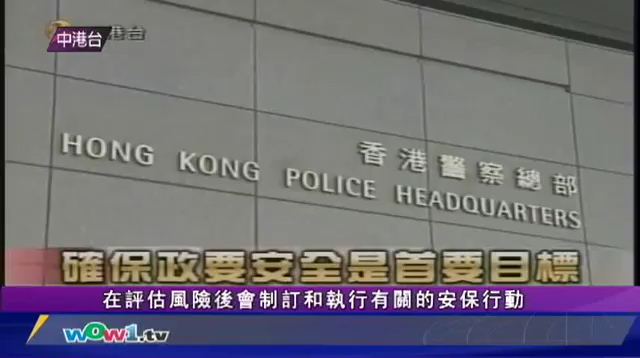 中港台
港台
香港警察總部
HONG KONG POLICE HEADQUARTERS
確保政要安全是首要目標
在評估風險後會制訂和執行有關的安保行動
wow1.tv